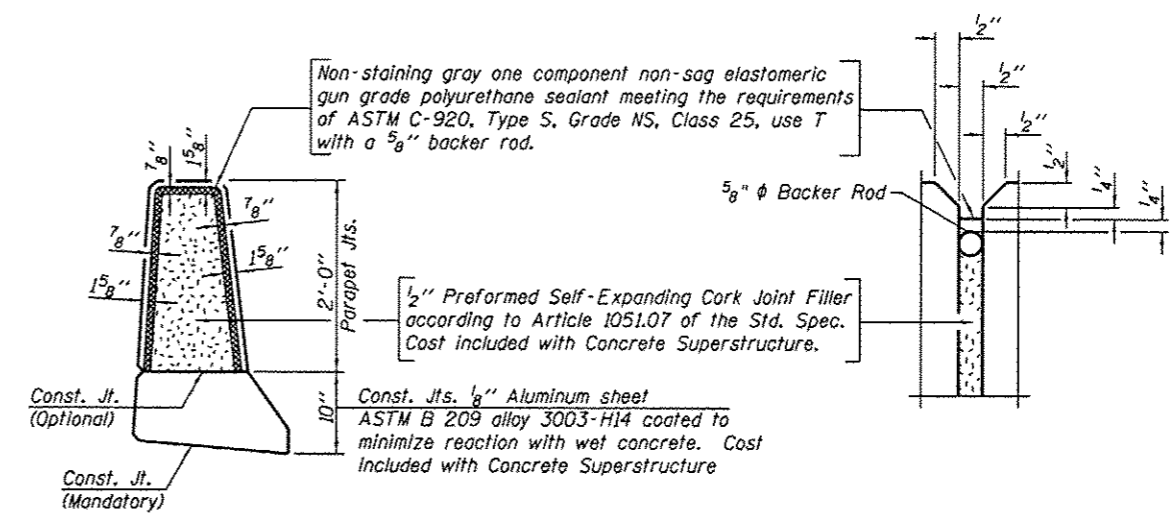 Non-staining gray one component non-sag elastomeric
gun grade polyurethane sealant meeting the requirements
of ASTM C-920, Type S, Grade NS, Class 25, use T
with a 5/8" backer rod.
7/8"
1 5/8"
7/8"
7/8"
1 5/8"
1 5/8"
2'-0"
Parapet Jts.
10"
Const. Jt.
(Optional)
Const. Jt.
(Mandatory)
1/2" Preformed Self-Expanding Cork Joint Filler
according to Article 1051.07 of the Std. Spec.
Cost included with Concrete Superstructure.
Const. Jts. 1/8" Aluminum sheet
ASTM B 209 alloy 3003-H14 coated to
minimize reaction with wet concrete. Cost
included with Concrete Superstructure
1/2"
1/2"
1/2"
1/2"
1/4"
1/4"
5/8" ϕ Backer Rod